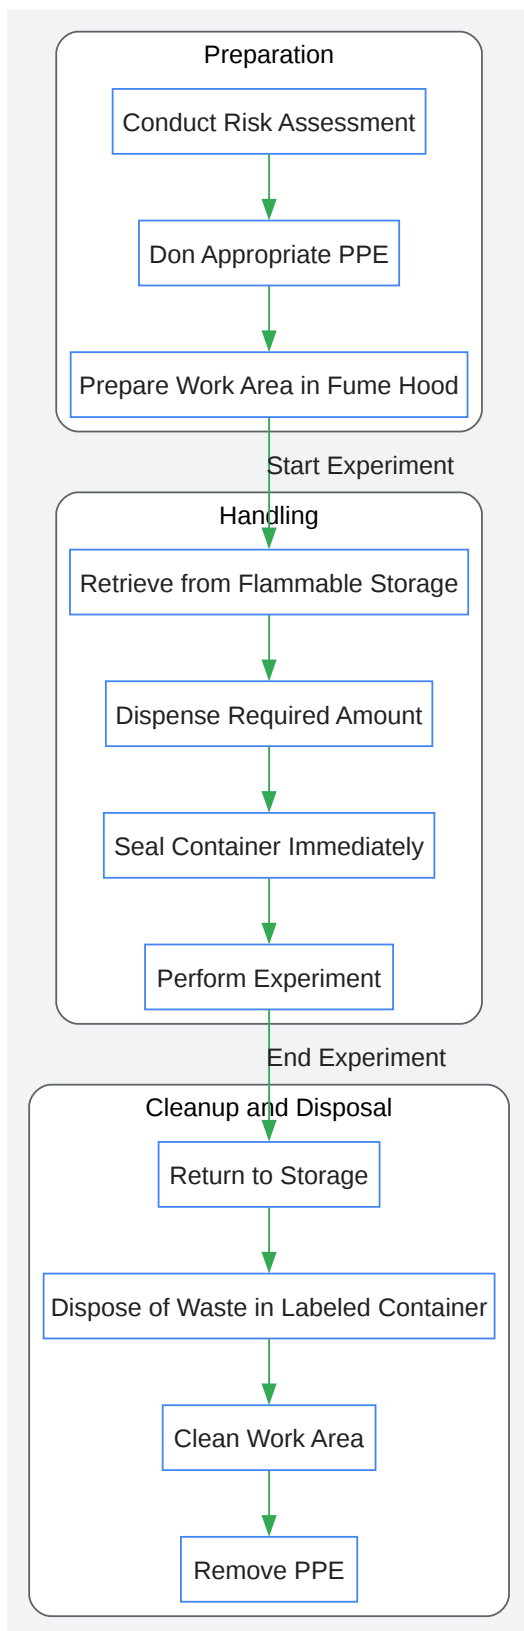 Preparation
Conduct Risk Assessment
Don Appropriate PPE
Prepare Work Area in Fume Hood
Start Experiment
Handling
Retrieve from Flammable Storage
Dispense Required Amount
Seal Container Immediately
Perform Experiment
End Experiment
Cleanup and Disposal
Return to Storage
Dispose of Waste in Labeled Container
Clean Work Area
Remove PPE